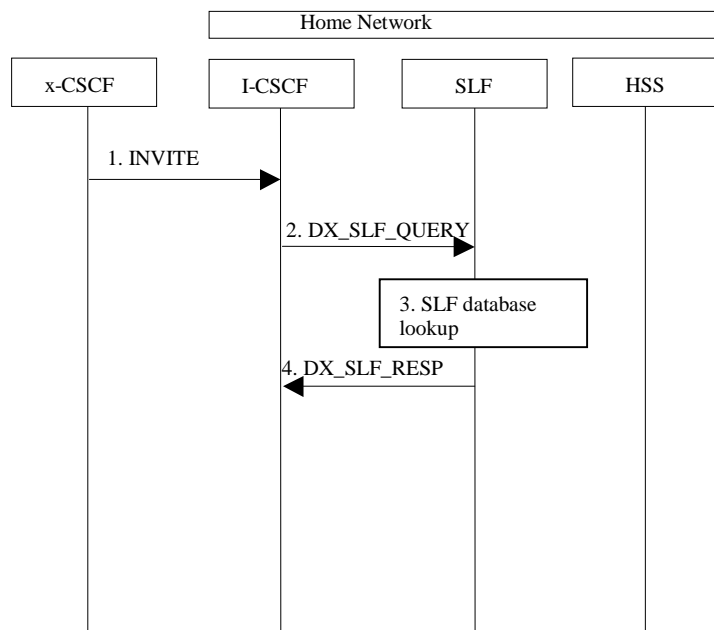 Home Network
x-CSCF
I-CSCF
SLF
HSS
1. INVITE
2. DX_SLF_QUERY
3. SLF database
lookup
4. DX_SLF_RESP